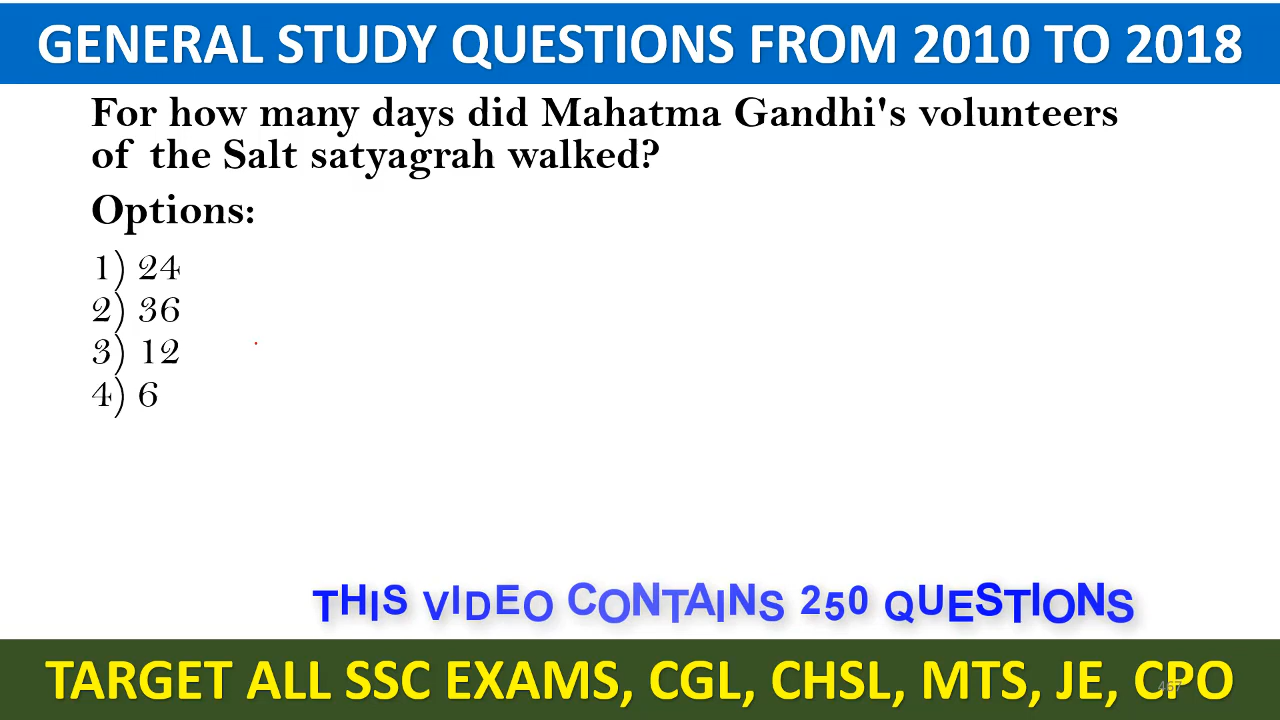 GENERAL STUDY QUESTIONS FROM 2010 TO 2018
For how many days did Mahatma Gandhi's volunteers
of the Salt satyagrah walked?
Options:
1) 24
2) 36
3) 12
4) 6
THIS VIDEO CONTAINS 250 QUESTIONS
TARGET ALL SSC EXAMS, CGL, CHSL, MTS, JE, CPO
467